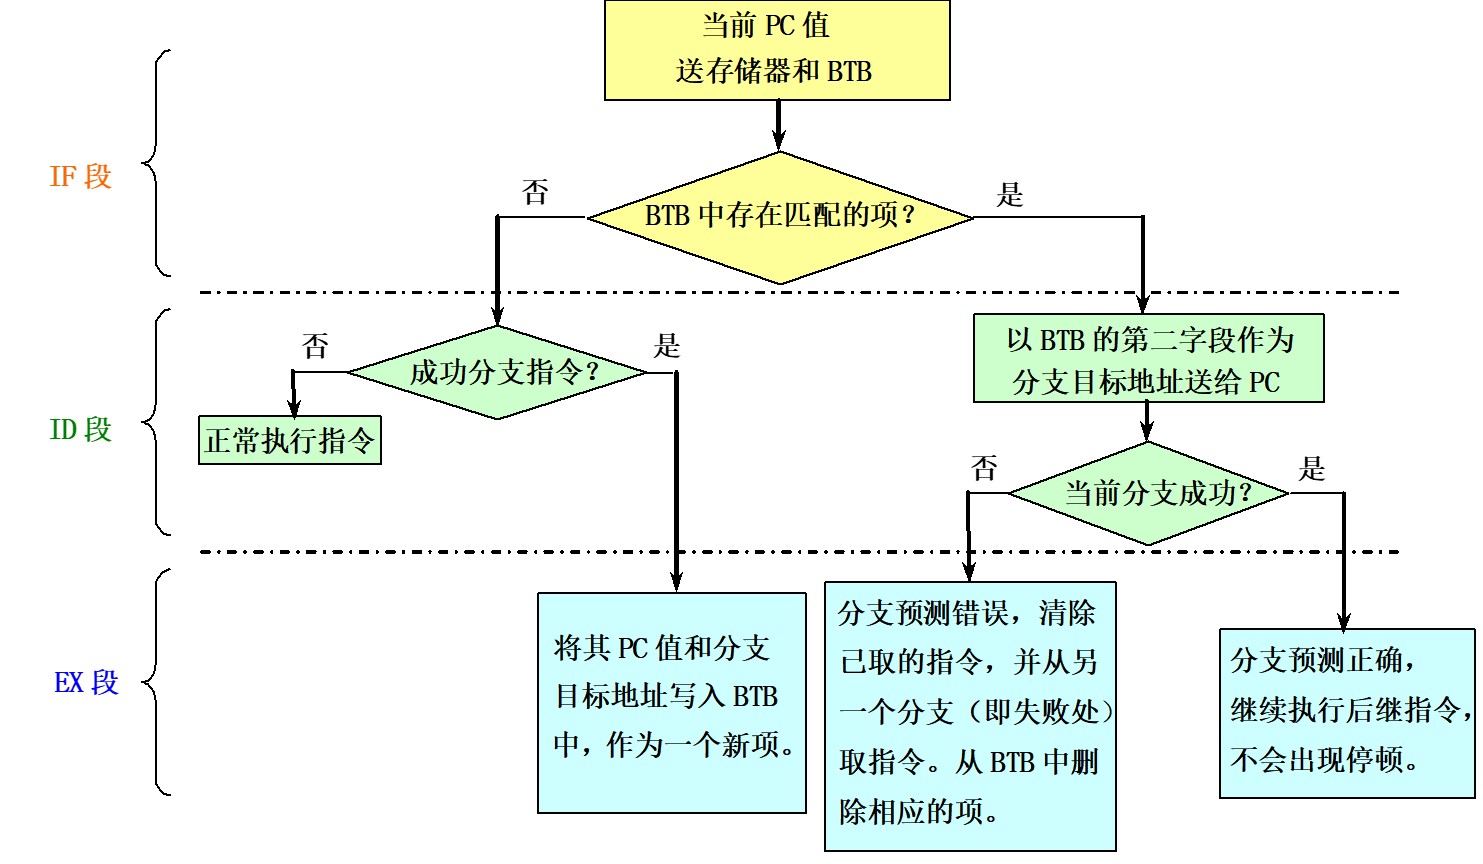 当前 PC 值
送存储器和 BTB
IF 段
否
是
BTB 中存在匹配的项？
否
是
成功分支指令？
正常执行指令
以 BTB 的第二字段作为
分支目标地址送给 PC
ID 段
否
是
当前分支成功？
EX 段
将其 PC 值和分支
目标地址写入 BTB
中，作为一个新项。
分支预测错误，清除
已取的指令，并从另
一个分支（即失败处）
取指令。从 BTB 中删
除相应的项。
分支预测正确，
继续执行后继指令，
不会出现停顿。